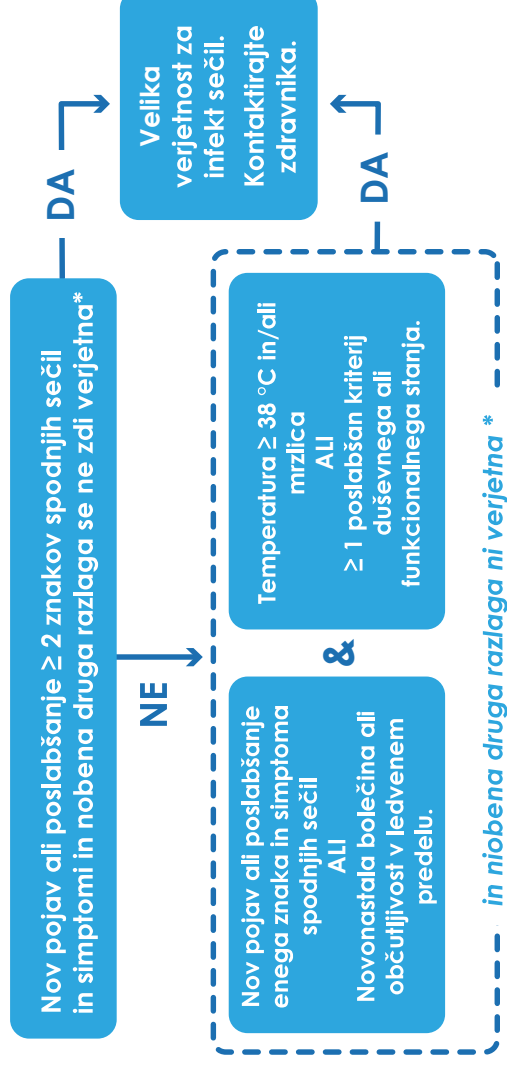 Nov pojav ali poslabšanje ≥ 2 znakov spodnjih sečil
in simptomi in nobena druga razlaga se ne zdi verjetna*
DA
Velika
verjetnost za
infekt sečil.
Kontaktirajte
zdravnika.
NE
Nov pojav ali poslabšanje
enega znaka in simptoma
spodnjih sečil
ALI
Novonastala bolečina ali
občutljivost v ledvenem
predelu.
&
Temperatura ≥ 38 °C in/ali
mrzlica
ALI
≥ 1 poslabšan kriterij
duševnega ali
funkcionalnega stanja.
DA
in niobena druga razlaga ni verjetna *